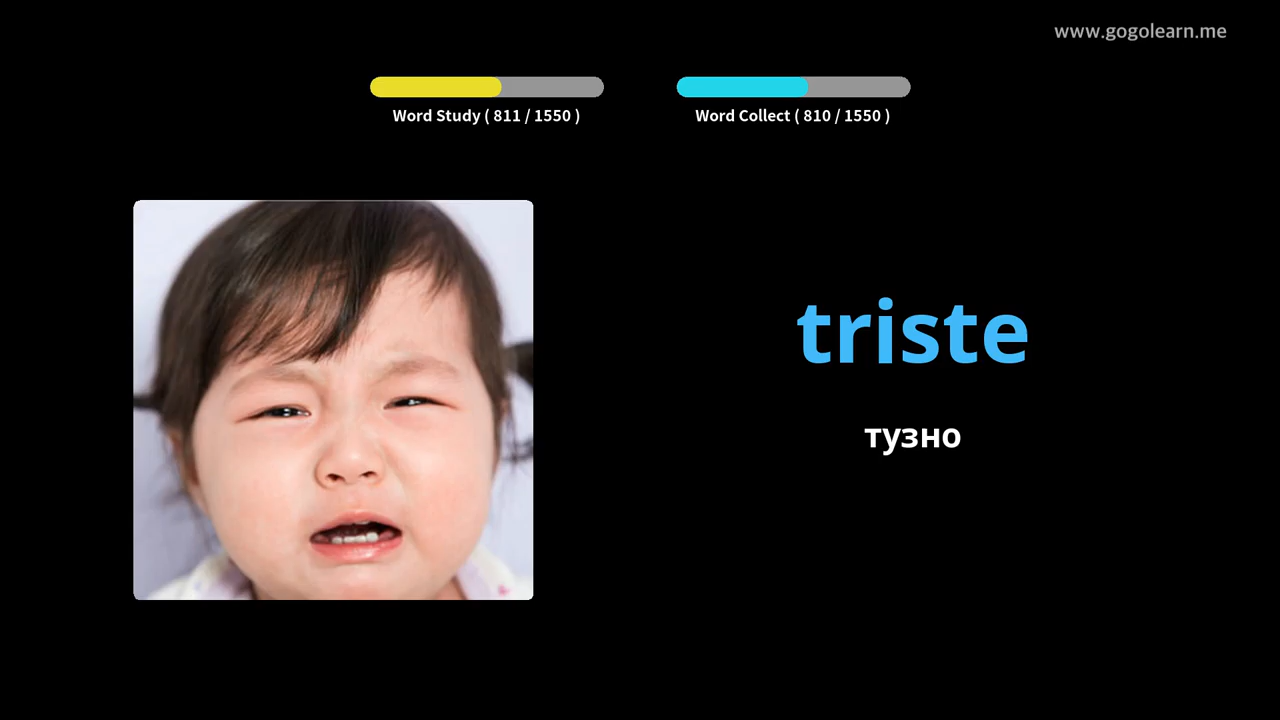 www.gogolearn.me
Word Study ( 811 / 1550 )
Word Collect ( 810 / 1550 )
triste
тузно